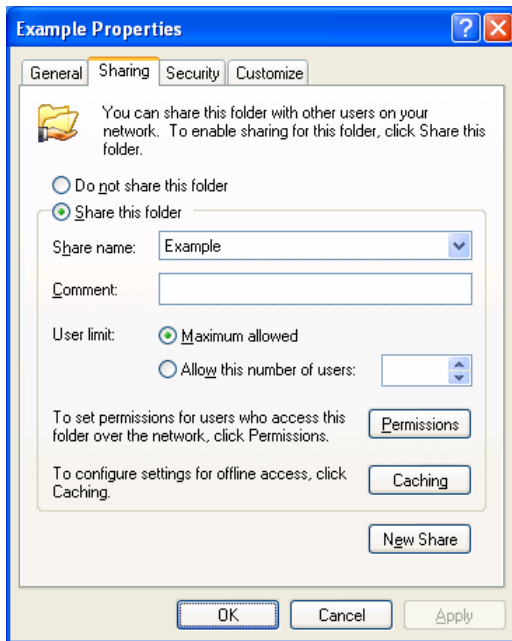 Example Properties
General Sharing Security Customize
You can share this folder with other users on your
network. To enable sharing for this folder, click Share this
folder.
Do not share this folder
Share this folder
Share name: Example
Comment:
User limit: Maximum allowed
Allow this number of users:
To set permissions for users who access this
folder over the network, click Permissions.
Permissions
To configure settings for offline access, click
Caching.
Caching
New Share
OK Cancel Apply